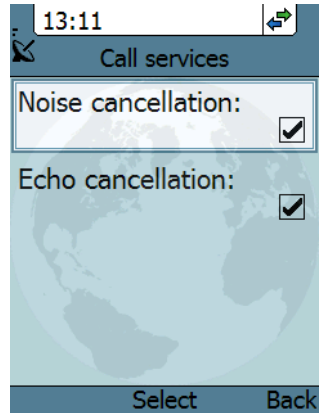 13:11
Call services
Noise cancellation:
Echo cancellation:
Select Back